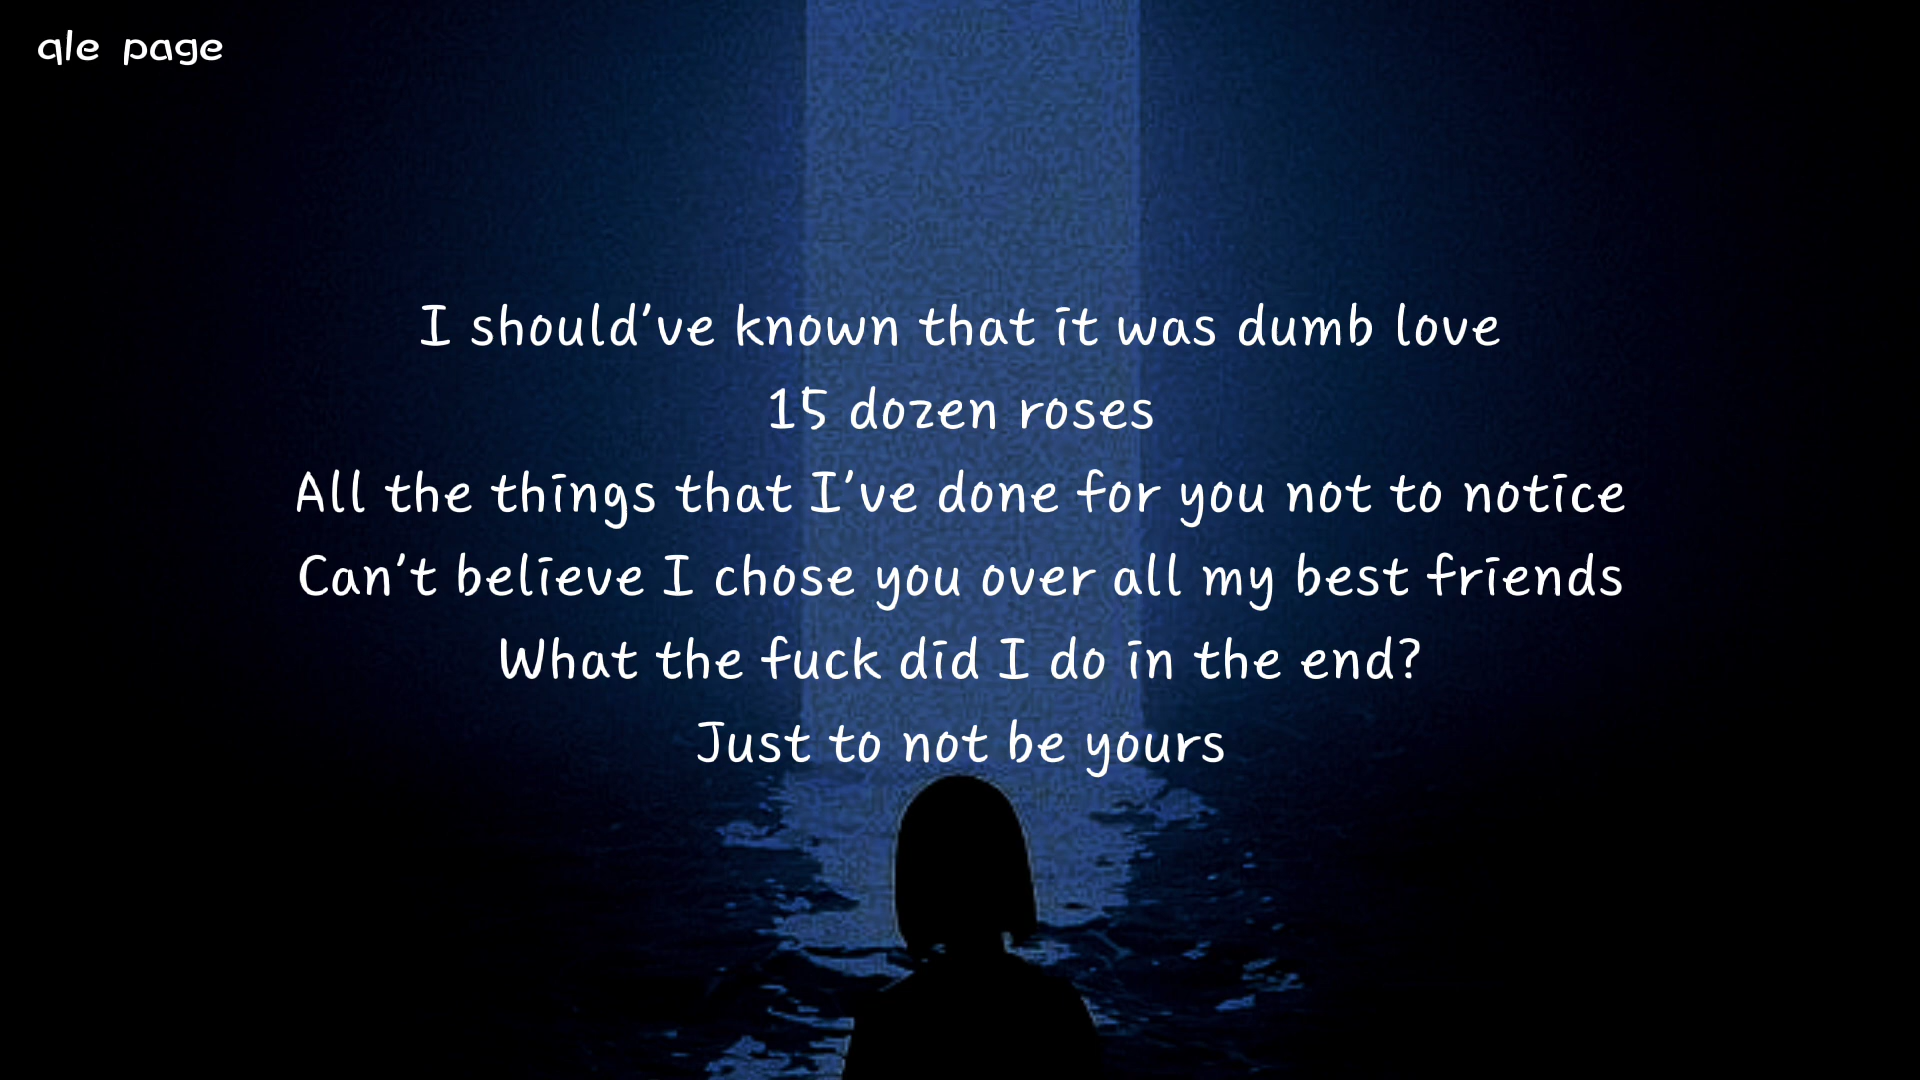 qle page
I should've known that it was dumb love
15 dozen roses
All the things that I've done for you not to notice
Can't believe I chose you over all my best friends
What the fuck did I do in the end?
Just to not be yours